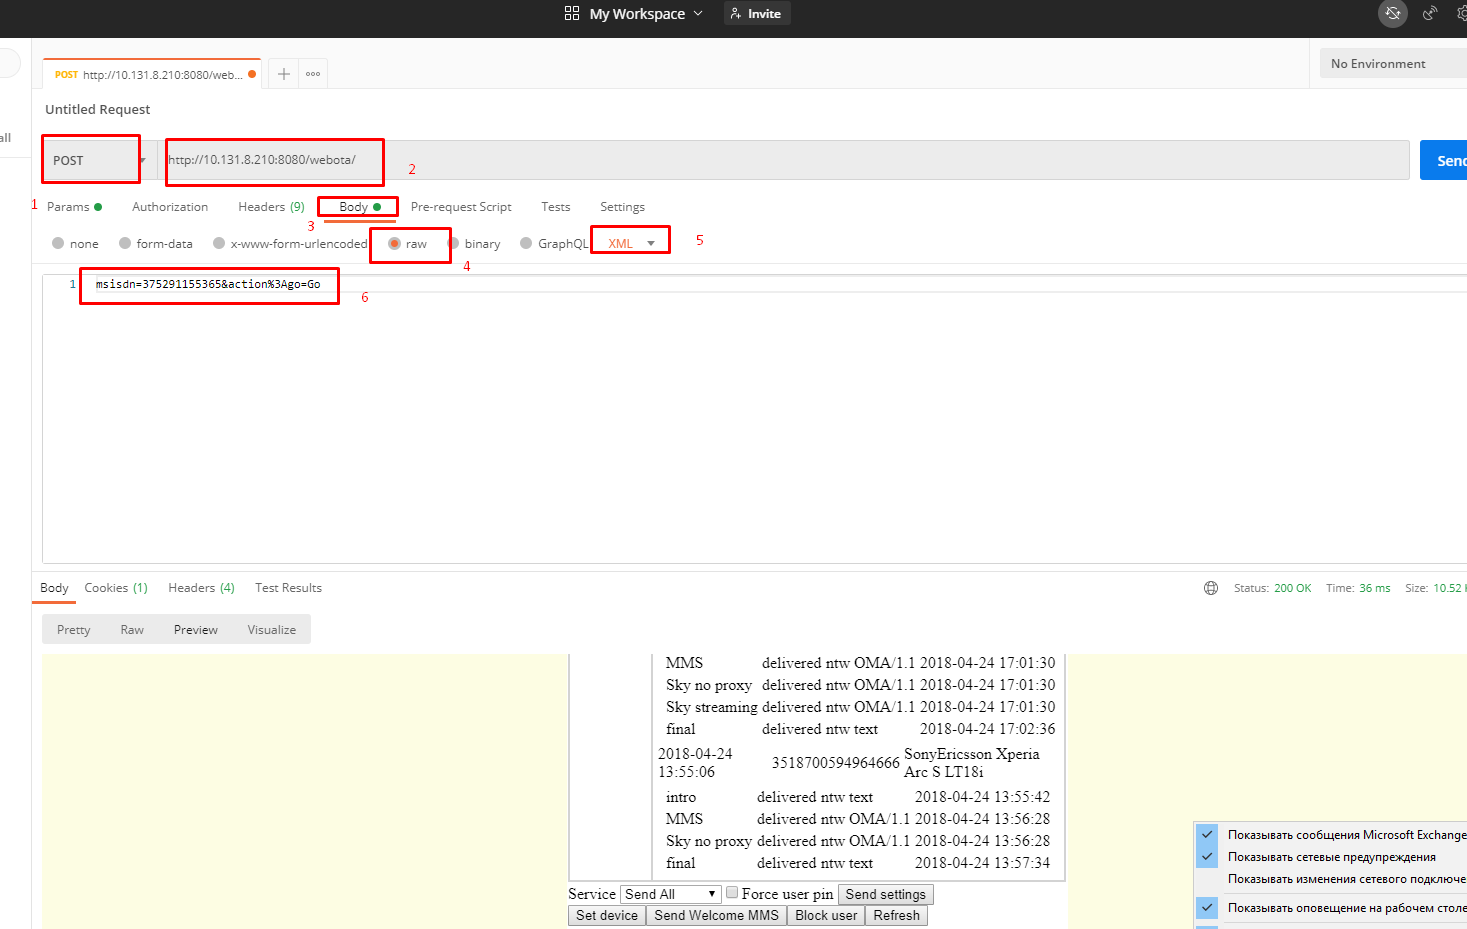 My Workspace Invite
POST http://10.131.8.210:8080/web... No Environment
Untitled Request
all
POST http://10.131.8.210:8080/webota/ 2 Send
1 Params Authorization Headers (9) Body Pre-request Script Tests Settings
3
none form-data x-www-form-urlencoded raw binary GraphQL XML 5
4
1 msisdn=375291155365&action%3Ago=Go
6
Body Cookies (1) Headers (4) Test Results Status: 200 OK Time: 36 ms Size: 10.52
Pretty Raw Preview Visualize
MMS delivered ntw OMA/1.1 2018-04-24 17:01:30
Sky no proxy delivered ntw OMA/1.1 2018-04-24 17:01:30
Sky streaming delivered ntw OMA/1.1 2018-04-24 17:01:30
final delivered ntw text 2018-04-24 17:02:36
2018-04-24 13:55:06 3518700594964666 SonyEricsson Xperia Arc S LT18i
intro delivered ntw text 2018-04-24 13:55:42
MMS delivered ntw OMA/1.1 2018-04-24 13:56:28
Sky no proxy delivered ntw OMA/1.1 2018-04-24 13:56:28
final delivered ntw text 2018-04-24 13:57:34
Service Send All Force user pin Send settings
Set device Send Welcome MMS Block user Refresh
Показывать сообщения Microsoft Exchange
Показывать сетевые предупреждения
Показывать изменения сетевого подключе
Показывать оповещение на рабочем столе